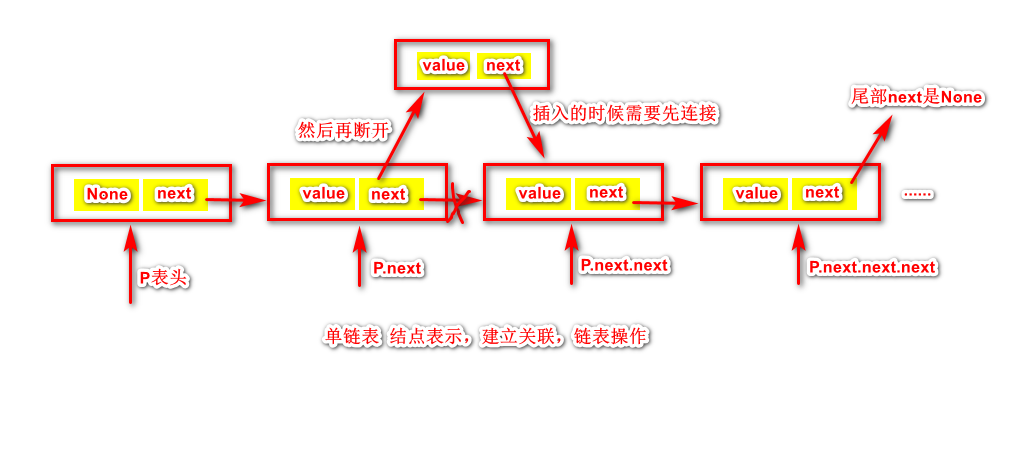 value next
尾部next是None
插入的时候需要先连接
然后再断开
None next value next value next value next ......
P表头 P.next P.next.next P.next.next.next
单链表 结点表示，建立关联，链表操作